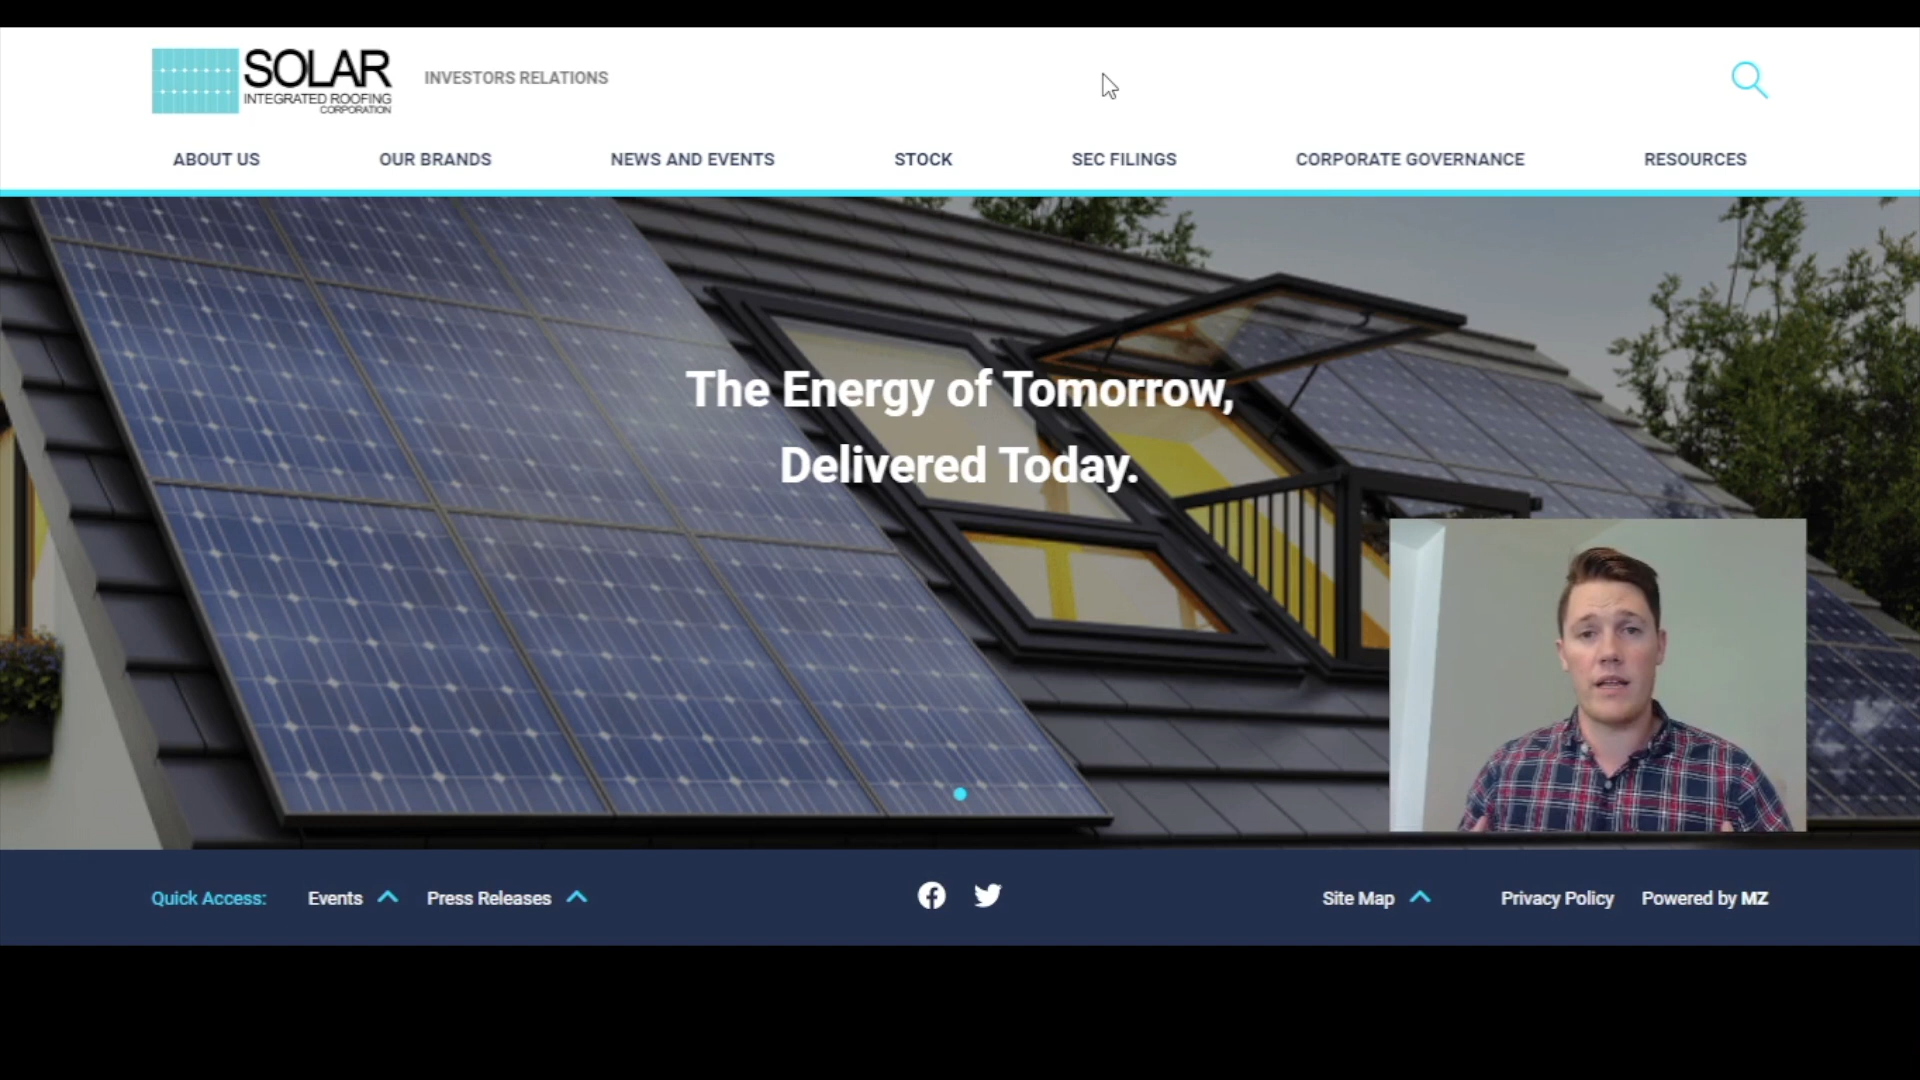 SOLAR
INTEGRATED ROOFING
CORPORATION
INVESTORS RELATIONS
ABOUT US
OUR BRANDS
NEWS AND EVENTS
STOCK
SEC FILINGS
CORPORATE GOVERNANCE
RESOURCES
The Energy of Tomorrow,
Delivered Today.
Quick Access:
Events
Press Releases
Site Map
Privacy Policy
Powered by MZ